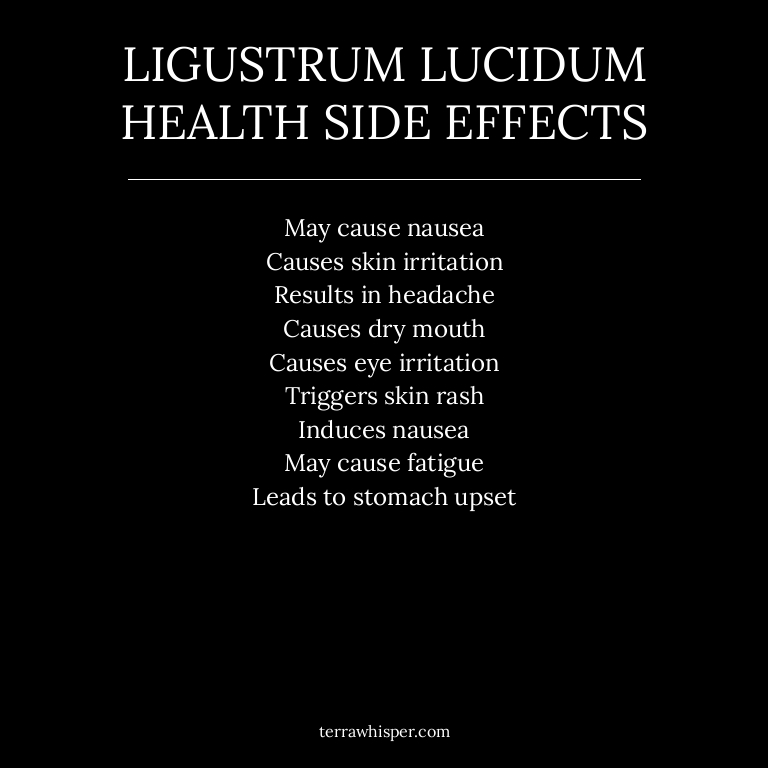 LIGUSTRUM LUCIDUM
HEALTH SIDE EFFECTS
May cause nausea
Causes skin irritation
Results in headache
Causes dry mouth
Causes eye irritation
Triggers skin rash
Induces nausea
May cause fatigue
Leads to stomach upset
terrawhisper.com